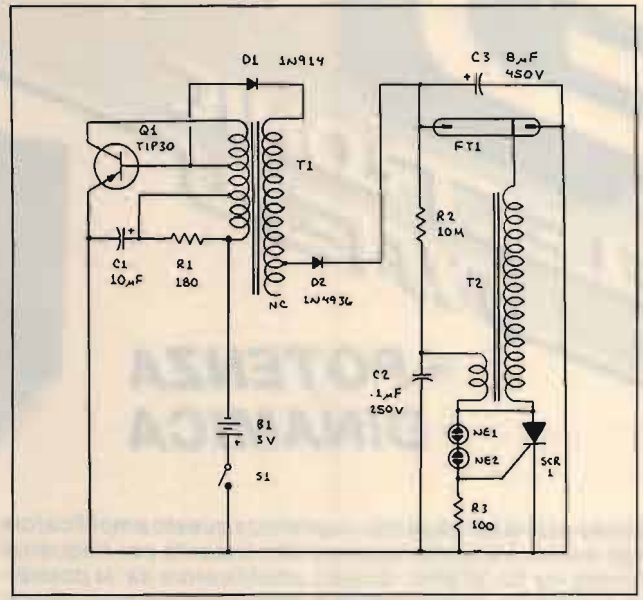 D1 1N914
C3 8µF
450V
Q1
TIP30
FT1
T1
R2
10M
C1
10µF
R1
180
D2
1N4936
NC
T2
C2
.1µF
250V
B1
3V
NE1
NE2
SCR
1
S1
R3
100
POTENZA
DINAMICA